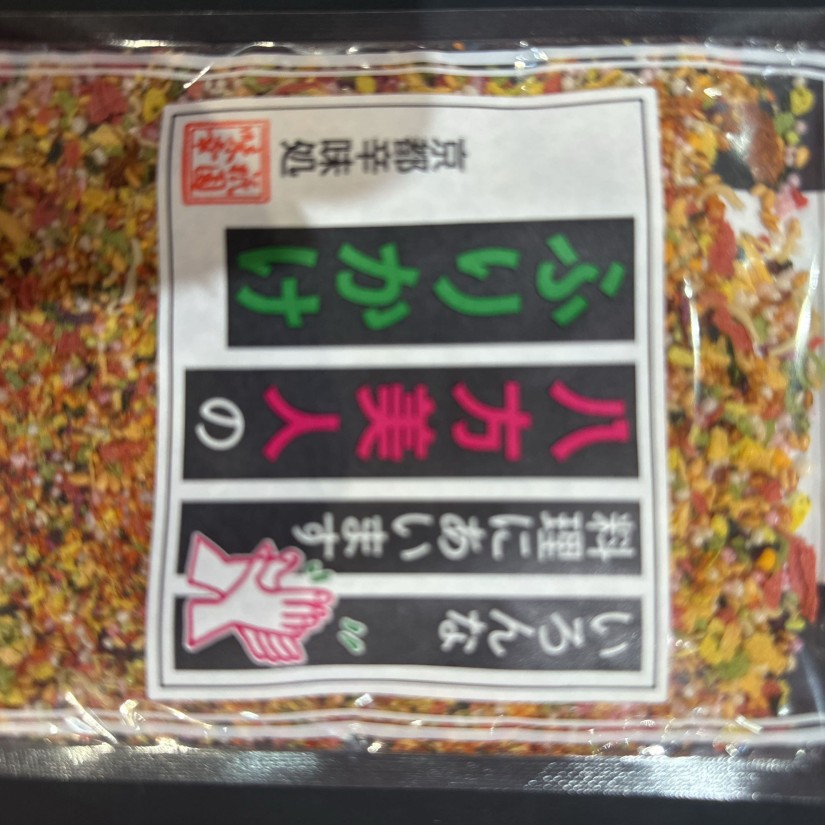 いろんな
料理にあいます
八方美人の
ふりかけ
京都辛味処